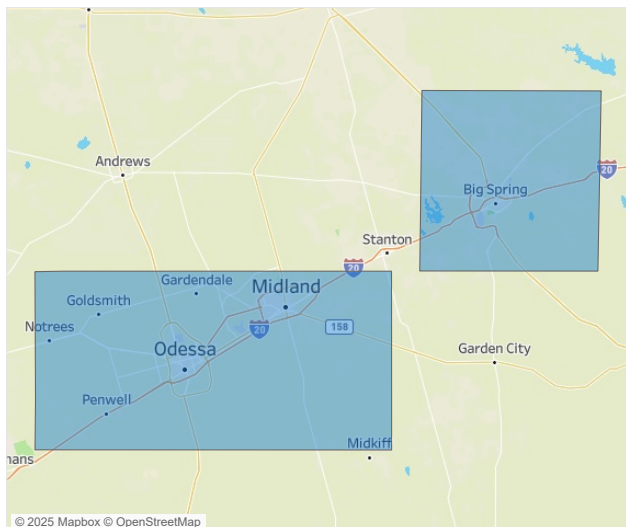 Andrews
20
Big Spring
Stanton
20
Gardendale
Midland
Goldsmith
20
158
Notrees
Odessa
Garden City
Penwell
Midkiff
nans
© 2025 Mapbox © OpenStreetMap